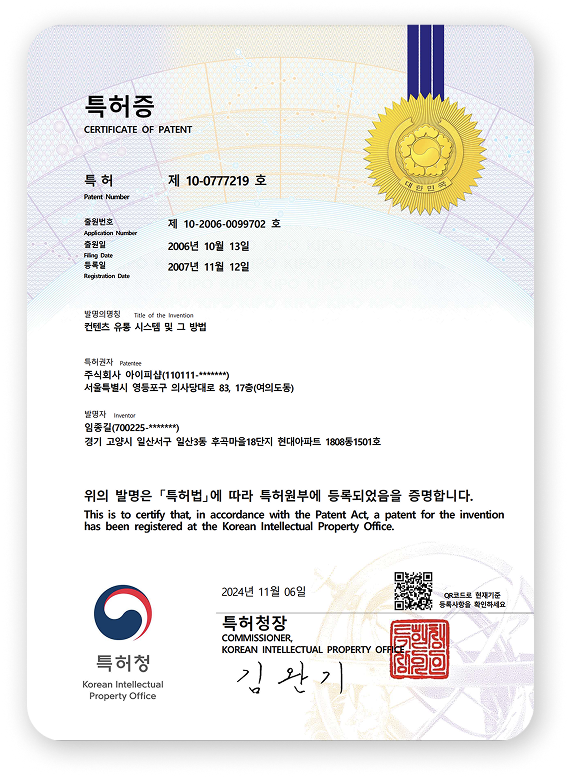 특허증
CERTIFICATE OF PATENT
대한민국
특 허 제 10-0777219 호
Patent Number
출원번호 제 10-2006-0099702 호
Application Number
출원일 2006년 10월 13일
Filing Date
등록일 2007년 11월 12일
Registration Date
발명의명칭 Title of the Invention
컨텐츠 유통 시스템 및 그 방법
특허권자 Patentee
주식회사 아이피샵(110111-*******)
서울특별시 영등포구 의사당대로 83, 17층(여의도동)
발명자 Inventor
임종길(700225-*******)
경기 고양시 일산서구 일산3동 후곡마을18단지 현대아파트 1808동1501호
위의 발명은 「특허법」에 따라 특허원부에 등록되었음을 증명합니다.
This is to certify that, in accordance with the Patent Act, a patent for the invention
has been registered at the Korean Intellectual Property Office.
2024년 11월 06일
QR코드로 현재기준
등록사항을 확인하세요
특허청장
COMMISSIONER,
KOREAN INTELLECTUAL PROPERTY OFFICE
김완기
특허청
Korean Intellectual
Property Office